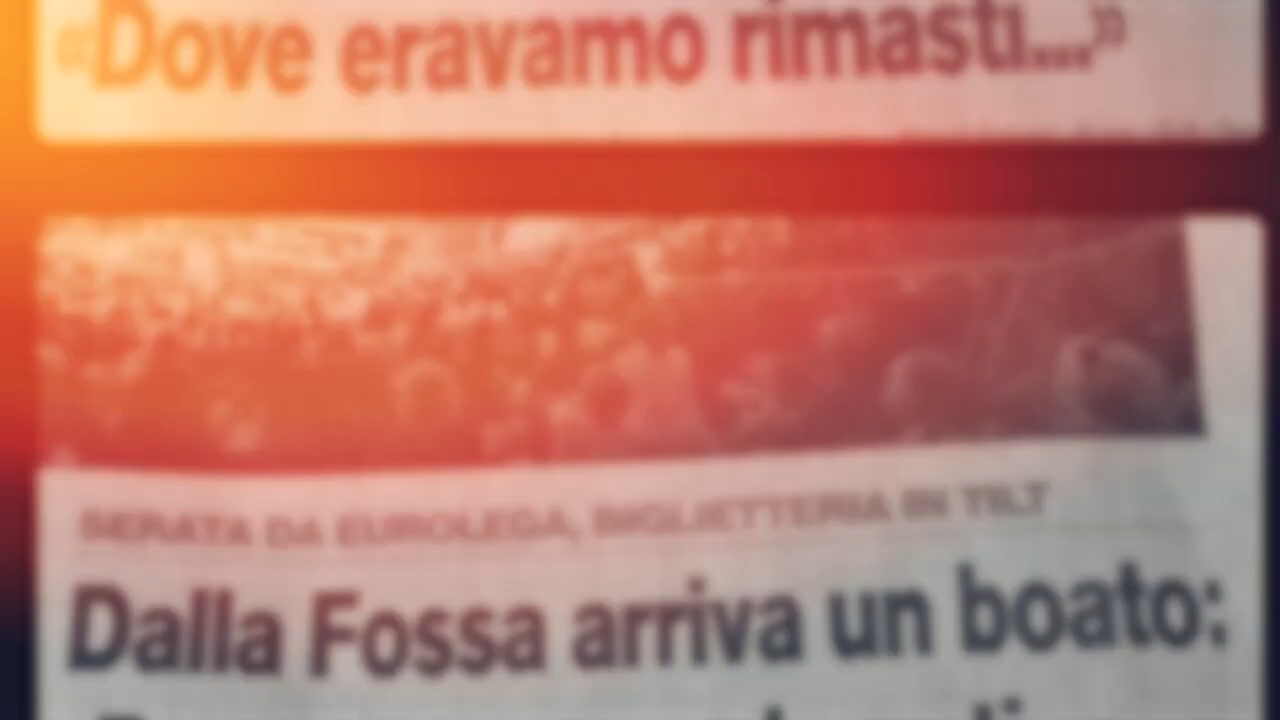 «Dove eravamo rimasti...»
SERATA DA EUROLEGA, BIGLIETTERIA IN TILT
Dalla Fossa arriva un boato: